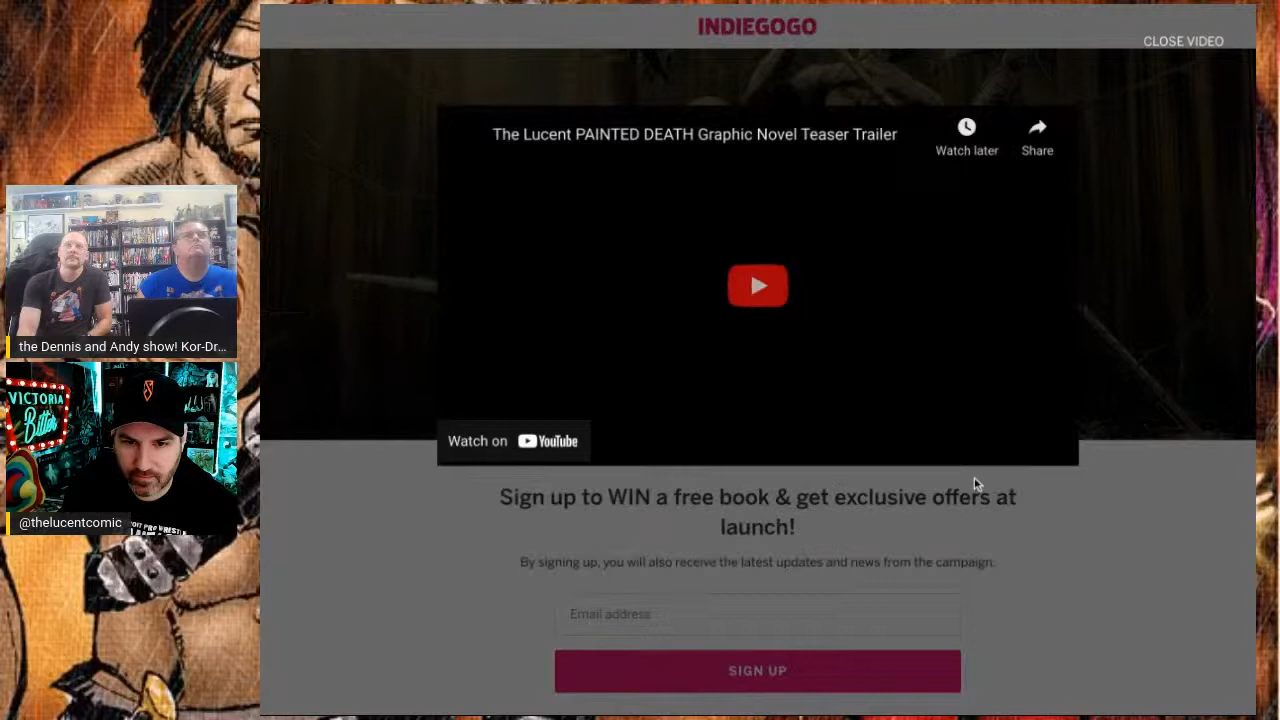 INDIEGOGO
CLOSE VIDEO
The Lucent PAINTED DEATH Graphic Novel Teaser Trailer
Watch later
Share
Watch on YouTube
Sign up to WIN a free book & get exclusive offers at
launch!
By signing up, you will also receive the latest updates and news from the campaign.
Email address
SIGN UP
the Dennis and Andy show! Kor-Dr...
VICTORIA
Bitter
@thelucentcomic